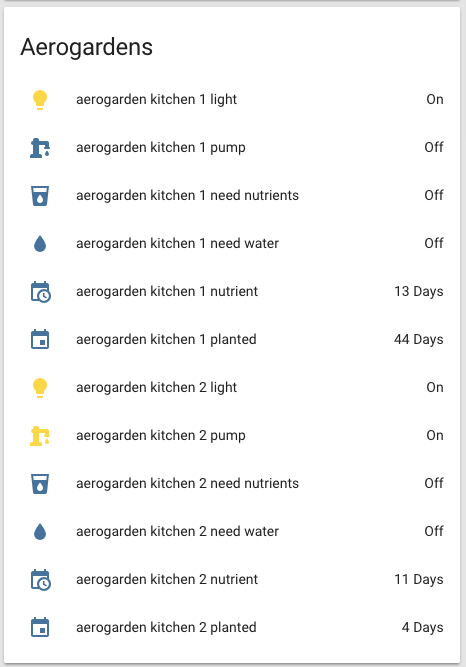 Aerogardens
aerogarden kitchen 1 light On
aerogarden kitchen 1 pump Off
aerogarden kitchen 1 need nutrients Off
aerogarden kitchen 1 need water Off
aerogarden kitchen 1 nutrient 13 Days
aerogarden kitchen 1 planted 44 Days
aerogarden kitchen 2 light On
aerogarden kitchen 2 pump On
aerogarden kitchen 2 need nutrients Off
aerogarden kitchen 2 need water Off
aerogarden kitchen 2 nutrient 11 Days
aerogarden kitchen 2 planted 4 Days